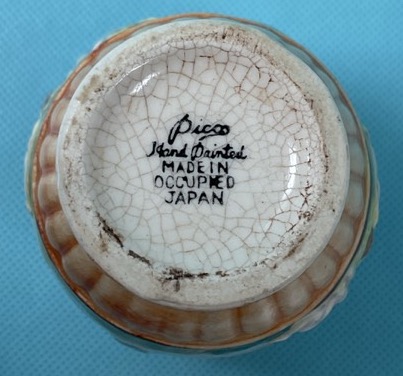 Pico
Hand Painted
MADE IN
OCCUPIED
JAPAN